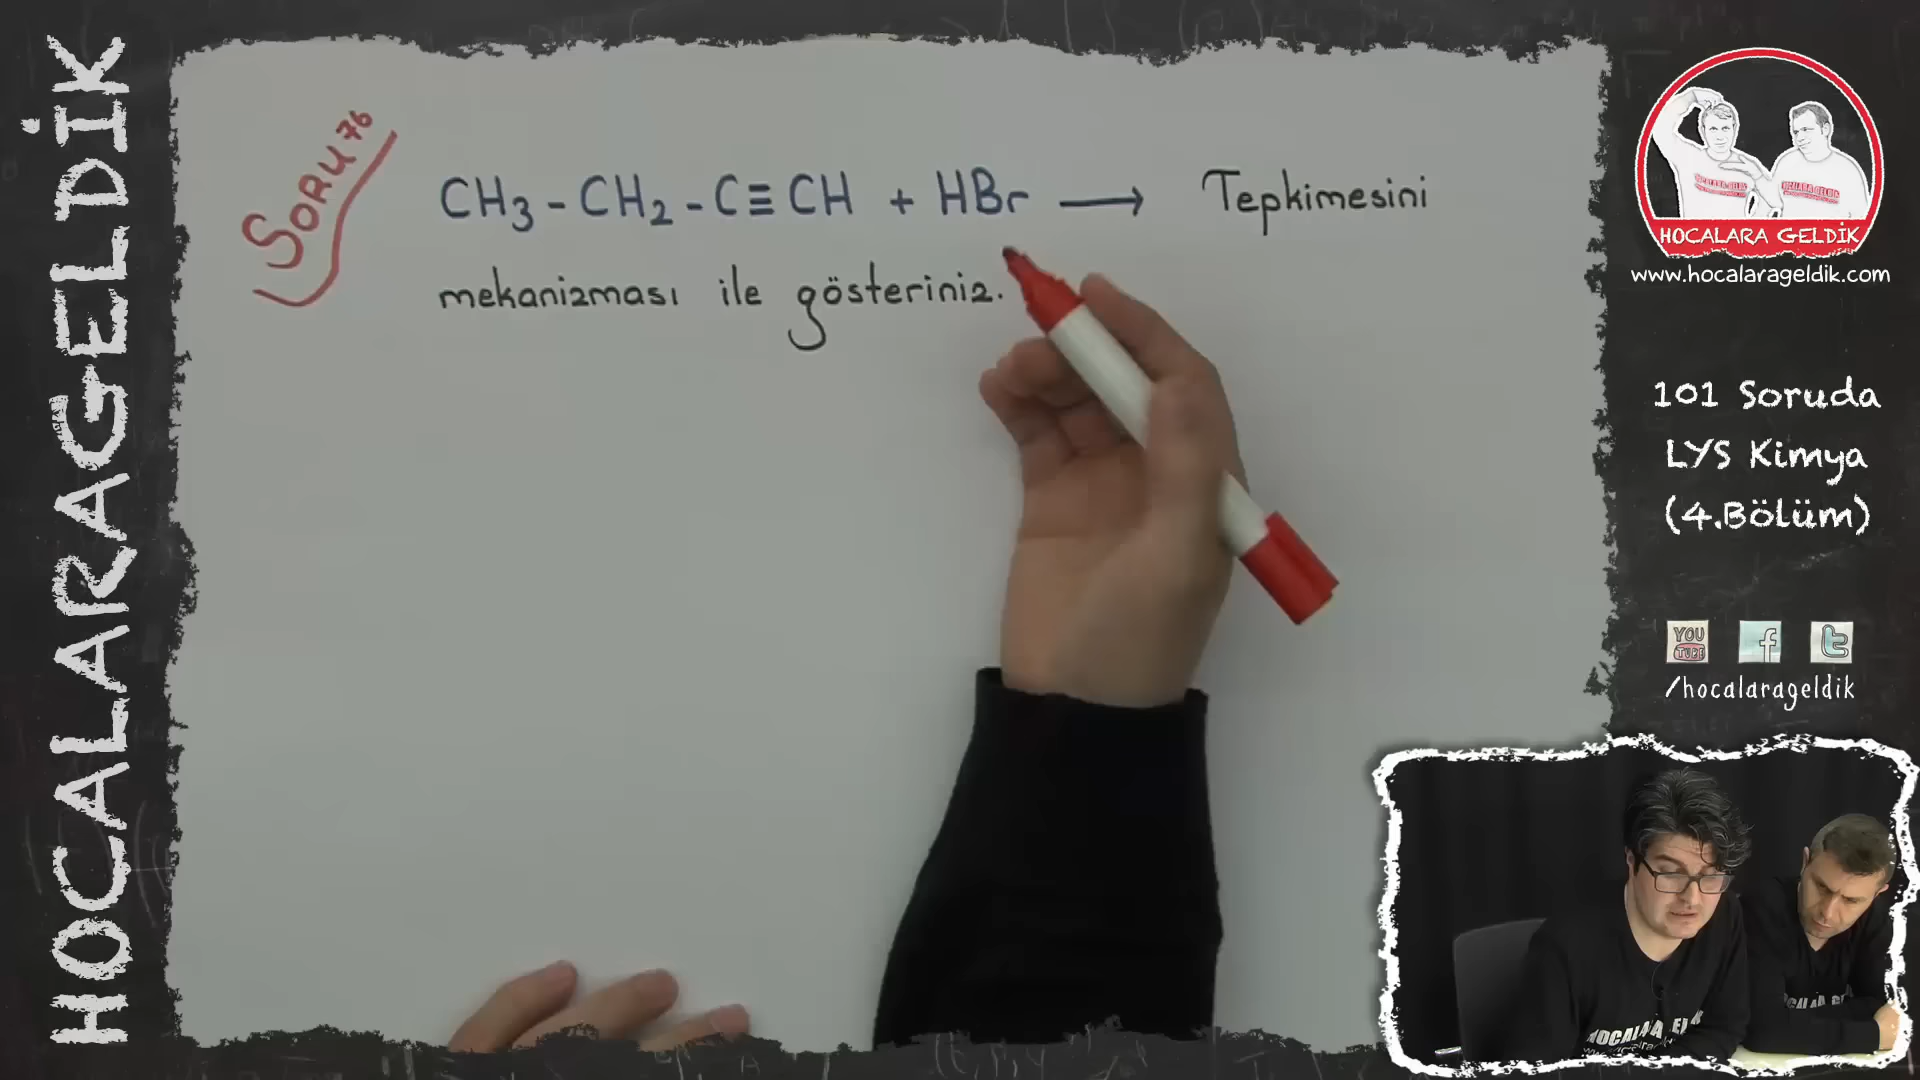 HOCALARAGELDİK
SORU 76
CH3 - CH2 - C ≡ CH + HBr → Tepkimesini
mekanizması ile gösteriniz.
HOCALARA GELDİK
www.hocalarageldik.com
101 Soruda
LYS Kimya
(4.Bölüm)
YOU
TUBE
f
t
/hocalarageldik